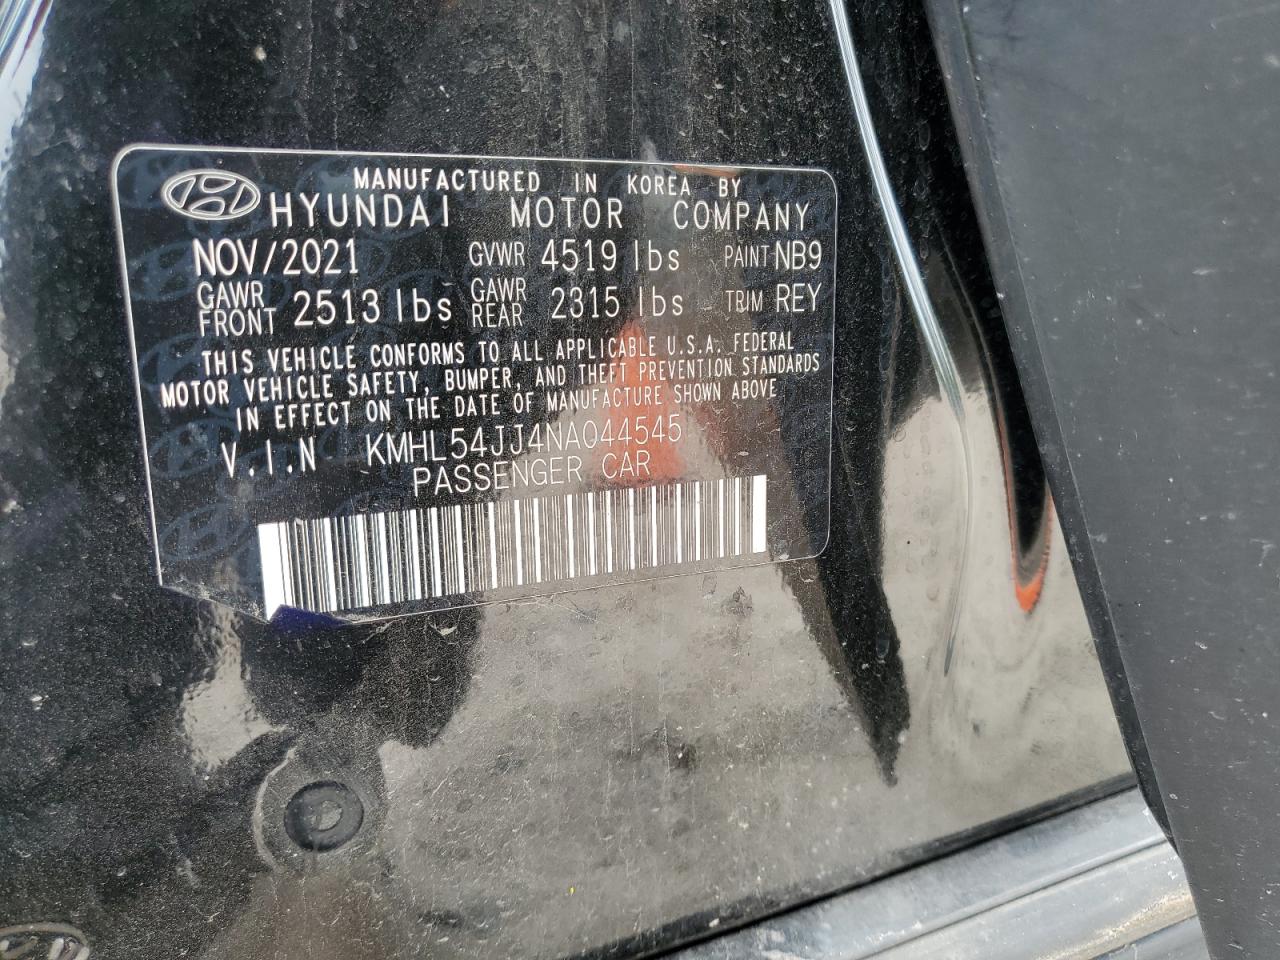 MANUFACTURED IN KOREA BY
HYUNDAI MOTOR COMPANY
NOV/2021 GVWR 4519 lbs PAINT NB9
GAWR FRONT 2513 lbs GAWR REAR 2315 lbs TRIM REY
THIS VEHICLE CONFORMS TO ALL APPLICABLE U.S.A. FEDERAL
MOTOR VEHICLE SAFETY, BUMPER, AND THEFT PREVENTION STANDARDS
IN EFFECT ON THE DATE OF MANUFACTURE SHOWN ABOVE
V.I.N KMHL54JJ4NA044545
PASSENGER CAR